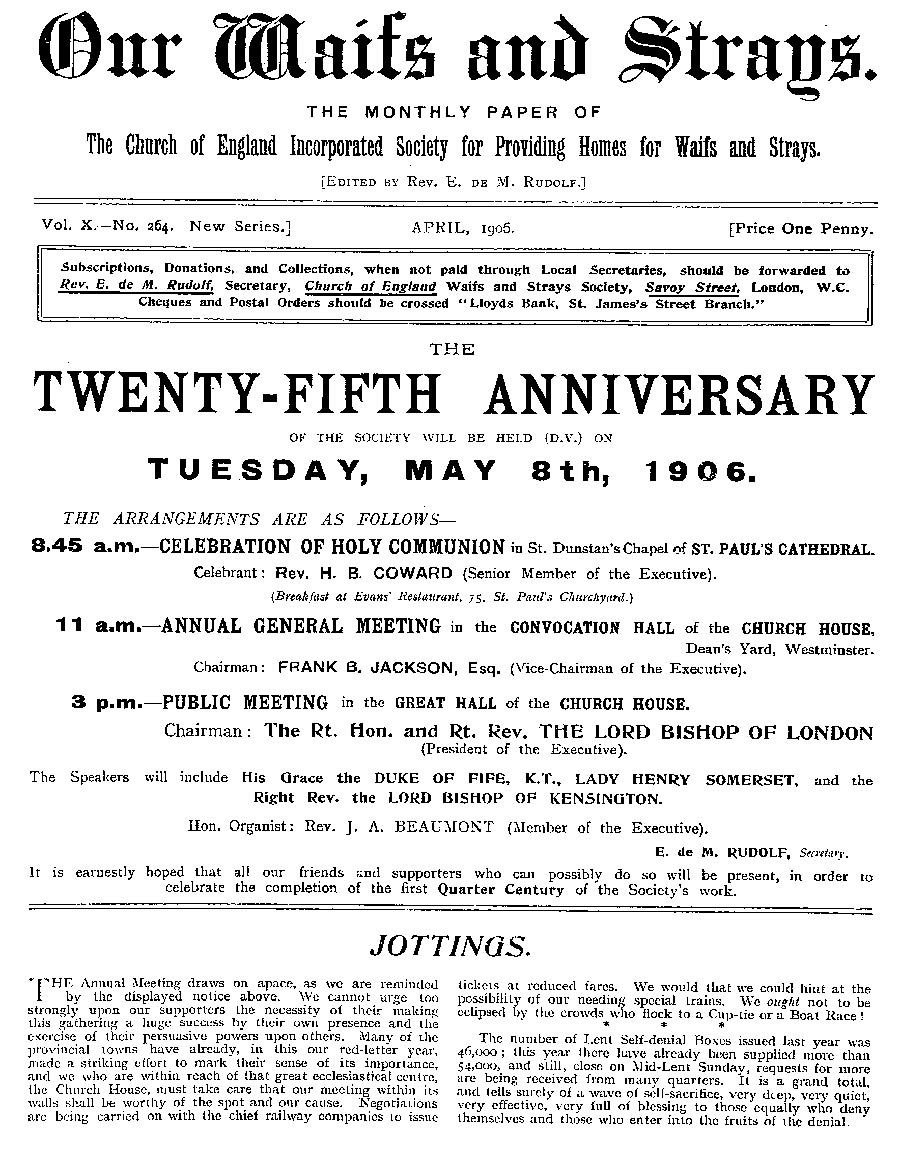 Our Waifs and Strays.
THE MONTHLY PAPER OF
The Church of England Incorporated Society for Providing Homes for Waifs and Strays.
[EDITED BY REV. E. DE M. RUDOLF.]
Vol. X.—No. 264. New Series.] APRIL, 1906. [Price One Penny.
Subscriptions, Donations, and Collections, when not paid through Local Secretaries, should be forwarded to
Rev. E. de M. Rudolf, Secretary, Church of England Waifs and Strays Society, Savoy Street, London, W.C.
Cheques and Postal Orders should be crossed "Lloyds Bank, St. James's Street Branch."
THE
TWENTY-FIFTH ANNIVERSARY
OF THE SOCIETY WILL BE HELD (D.V.) ON
TUESDAY, MAY 8th, 1906.
THE ARRANGEMENTS ARE AS FOLLOWS—
8.45 a.m.—CELEBRATION OF HOLY COMMUNION in St. Dunstan's Chapel of ST. PAUL'S CATHEDRAL.
Celebrant: Rev. H. B. COWARD (Senior Member of the Executive).
(Breakfast at Evans' Restaurant, 75, St. Paul's Churchyard.)
11 a.m.—ANNUAL GENERAL MEETING in the CONVOCATION HALL of the CHURCH HOUSE,
Dean's Yard, Westminster.
Chairman: FRANK B. JACKSON, Esq. (Vice-Chairman of the Executive).
3 p.m.—PUBLIC MEETING in the GREAT HALL of the CHURCH HOUSE.
Chairman: The Rt. Hon. and Rt. Rev. THE LORD BISHOP OF LONDON
(President of the Executive).
The Speakers will include His Grace the DUKE OF FIFE, K.T., LADY HENRY SOMERSET, and the
Right Rev. the LORD BISHOP OF KENSINGTON.
Hon. Organist: Rev. J. A. BEAUMONT (Member of the Executive).
E. de M. RUDOLF, Secretary.
It is earnestly hoped that all our friends and supporters who can possibly do so will be present, in order to
celebrate the completion of the first Quarter Century of the Society's work.
JOTTINGS.
THE Annual Meeting draws on apace, as we are reminded
by the displayed notice above. We cannot urge too
strongly upon our supporters the necessity of their making
this gathering a huge success by their own presence and the
exercise of their persuasive powers upon others. Many of the
provincial towns have already, in this our red-letter year,
made a striking effort to mark their sense of its importance,
and we who are within reach of that great ecclesiastical centre,
the Church House, must take care that our meeting within its
walls shall be worthy of the spot and our cause. Negotiations
are being carried on with the chief railway companies to issue
tickets at reduced fares. We would that we could hint at the
possibility of our needing special trains. We ought not to be
eclipsed by the crowds who flock to a Cup-tie or a Boat Race!
* * *
The number of Lent Self-denial Boxes issued last year was
46,000; this year there have already been supplied more than
54,000, and still, close on Mid-Lent Sunday, requests for more
are being received from many quarters. It is a grand total,
and tells surely of a wave of self-sacrifice, very deep, very quiet,
very effective, very full of blessing to those equally who deny
themselves and those who enter into the fruits of the denial.